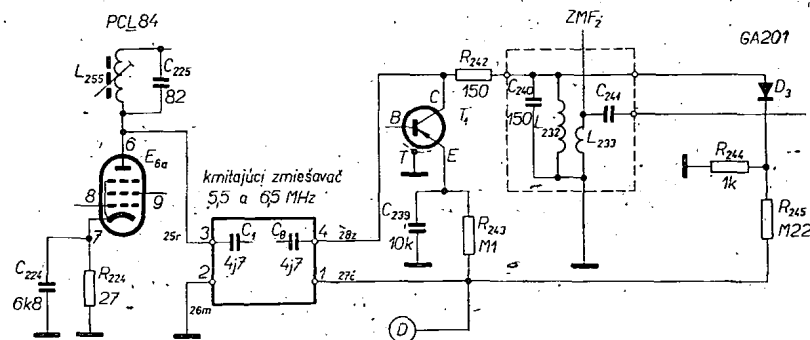 PCL84
ZMF₂
GA201
L₂₅₅
C₂₂₅
82
6
E₆ₐ
8
9
7
C₂₂₄
6k8
R₂₂₄
27
kmitajúci zmiešavač
5,5 a 6,5 MHz
25r
3
C₁
4j7
C₈
4j7
4
28z
2
26m
1
27č
B
C
T₁
T
E
R₂₄₂
150
C₂₃₉
10k
R₂₄₃
M1
D
C₂₄₀
150
L₂₃₂
C₂₄₁
L₂₃₃
D₃
R₂₄₄
1k
R₂₄₅
M22